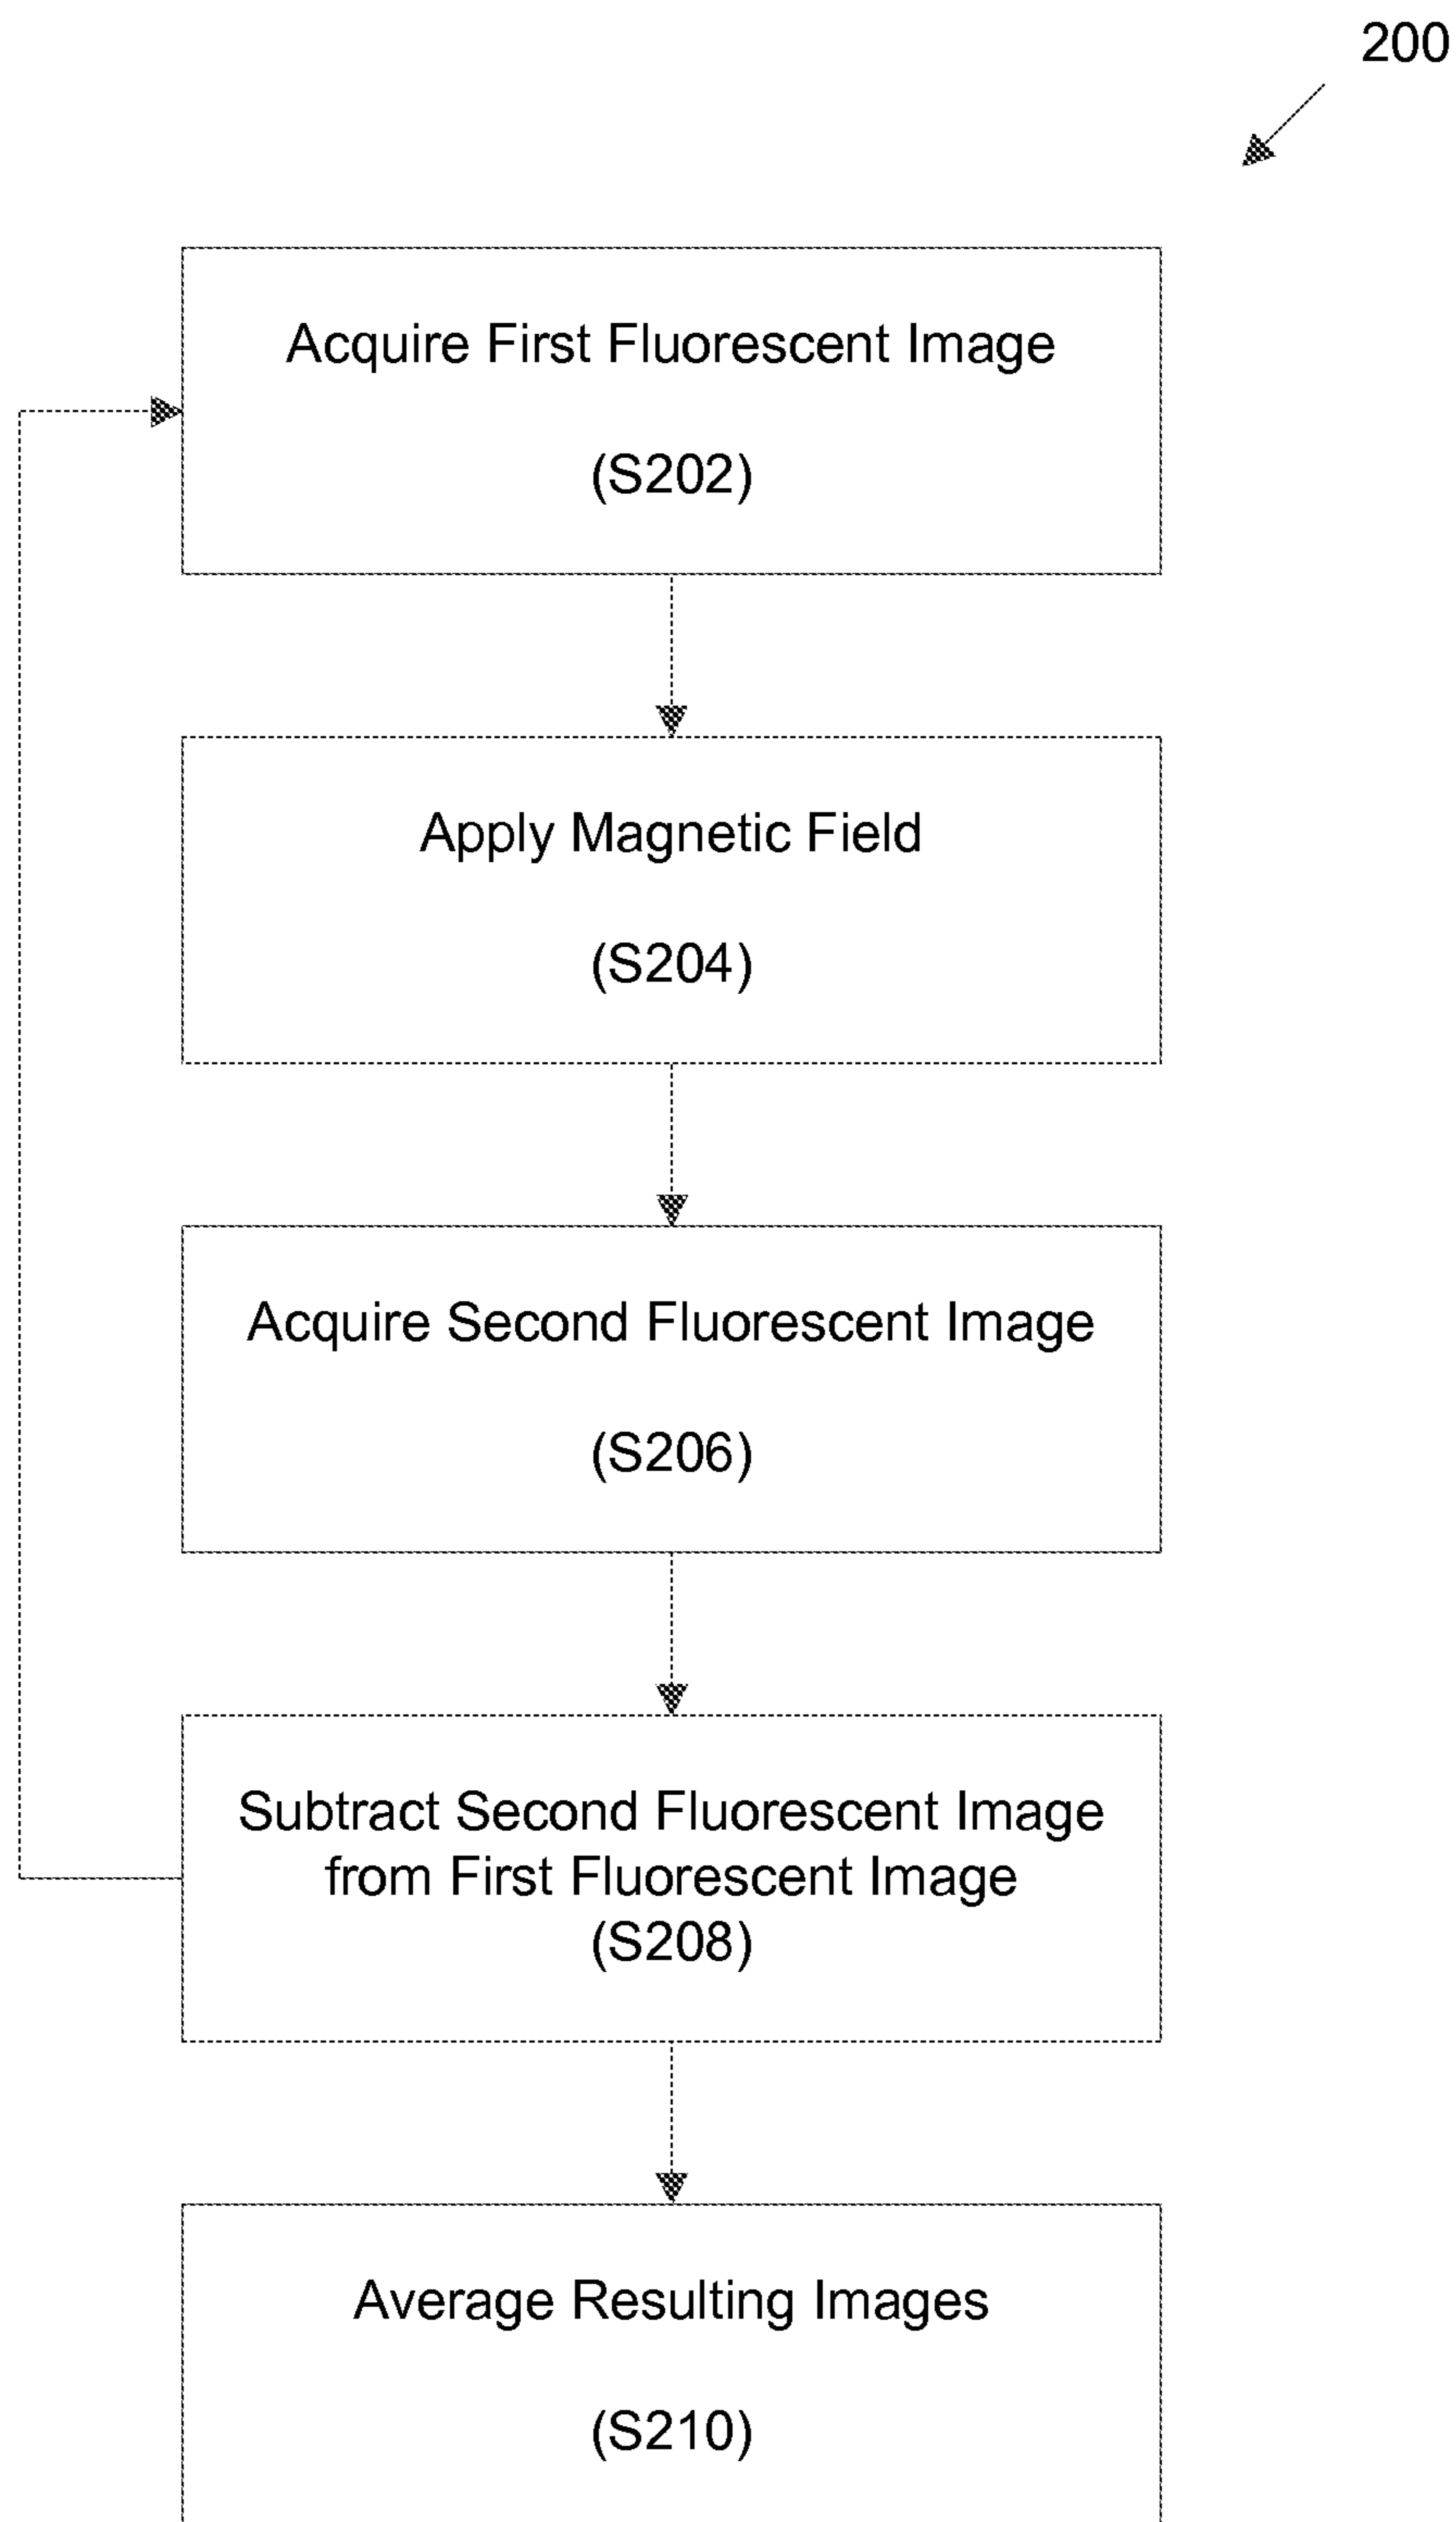 200
Acquire First Fluorescent Image
(S202)
Apply Magnetic Field
(S204)
Acquire Second Fluorescent Image
(S206)
Subtract Second Fluorescent Image
from First Fluorescent Image
(S208)
Average Resulting Images
(S210)